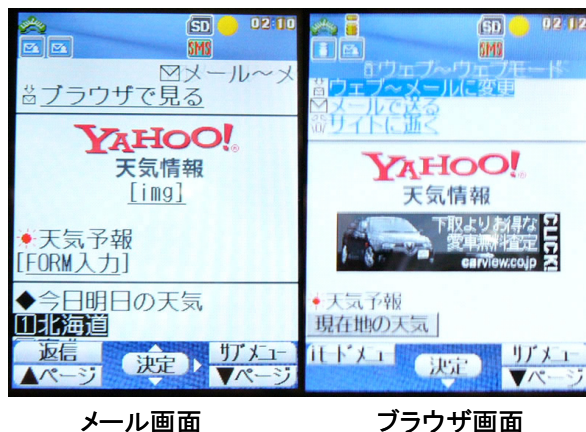 SD 02:10
SMS
メール～メ
ブラウザで見る
YAHOO!
天気情報
[img]
天気予報
[FORM入力]
◆今日明日の天気
1北海道
返信
決定
サブメニュー
▲ページ
▼ページ
メール画面
SD 02:12
SMS
ウェブ～ウェブモード
ウェブ～メールに変更
メールで送る
サイトに逝く
YAHOO!
天気情報
下取よりお得な
愛車無料査定
carview.co.jp
CLICK!
天気予報
現在地の天気
iモードメニュ
決定
サブメニュー
▼ページ
ブラウザ画面